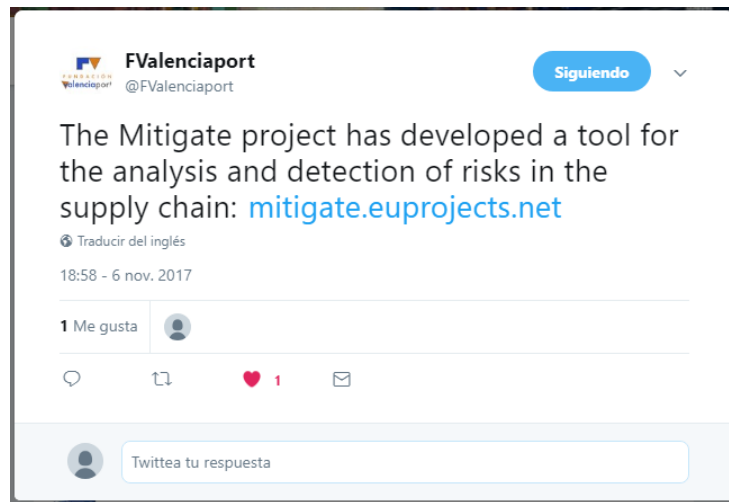 FUNDACIÓN
Valenciaport
FValenciaport
@FValenciaport
Siguiendo
The Mitigate project has developed a tool for
the analysis and detection of risks in the
supply chain: mitigate.euprojects.net
Traducir del inglés
18:58 - 6 nov. 2017
1 Me gusta
1
Twittea tu respuesta